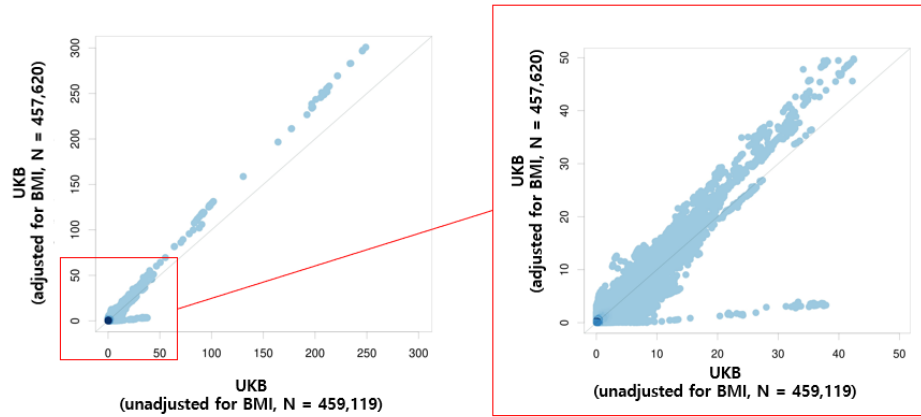 UKB
(adjusted for BMI, N = 457,620)
300
250
200
150
100
50
0
0 50 100 150 200 250 300
UKB
(unadjusted for BMI, N = 459,119)
UKB
(adjusted for BMI, N = 457,620)
50
40
30
20
10
0
0 10 20 30 40 50
UKB
(unadjusted for BMI, N = 459,119)